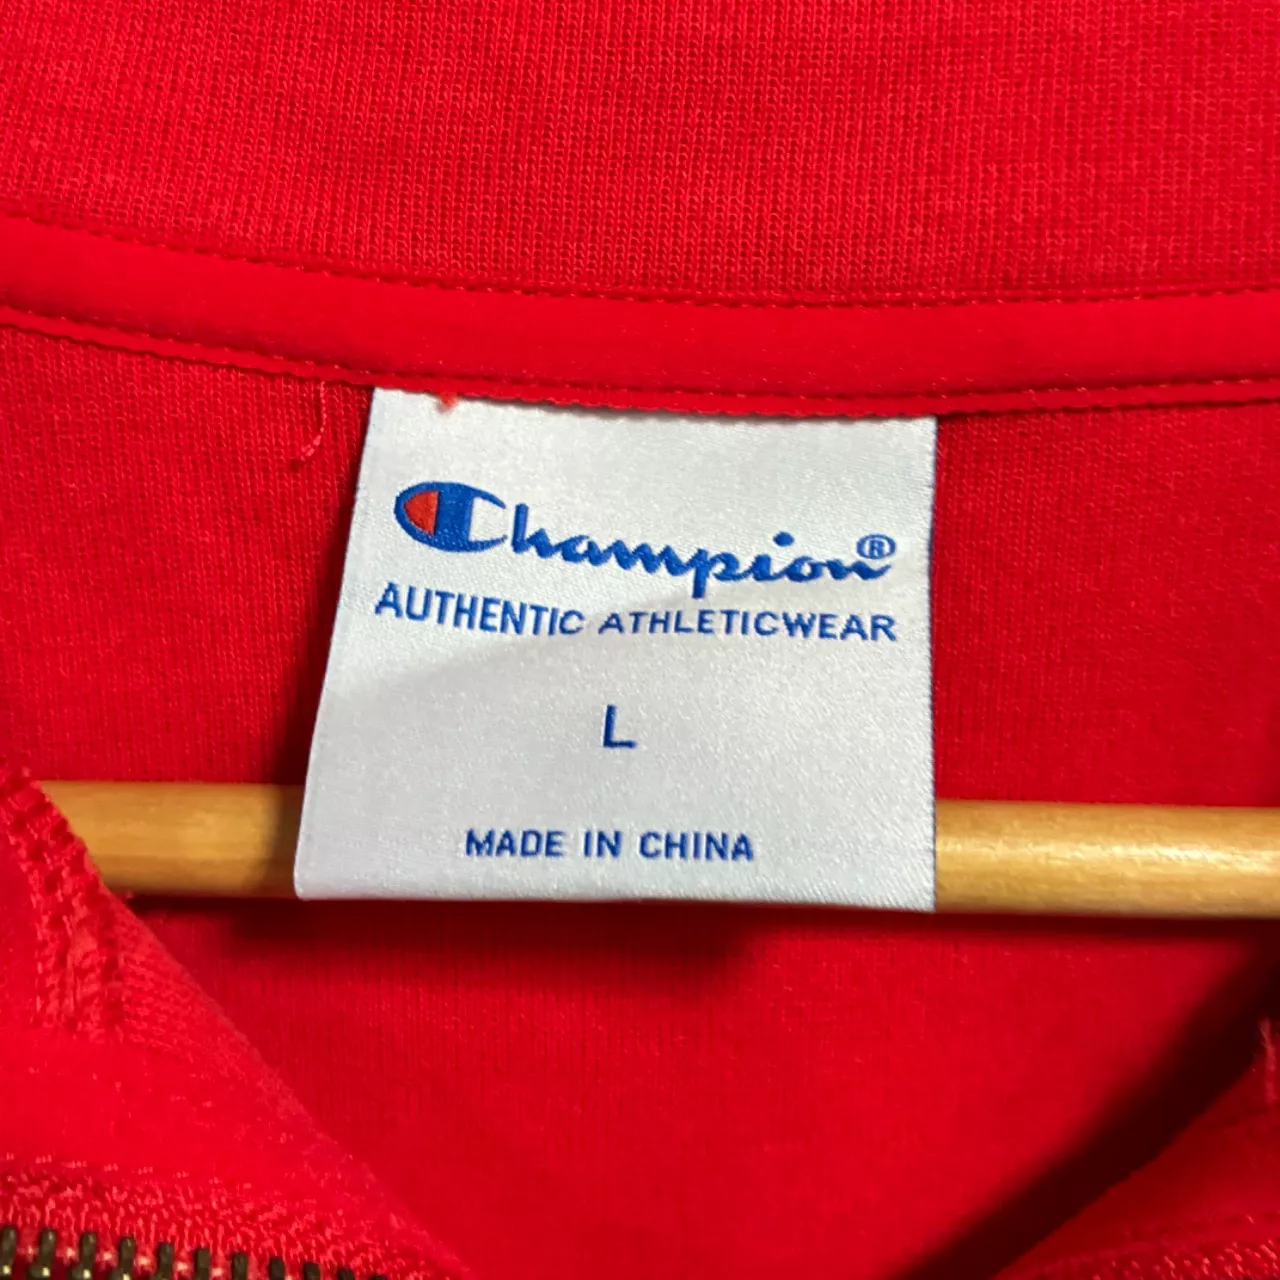 Champion®
AUTHENTIC ATHLETICWEAR
L
MADE IN CHINA